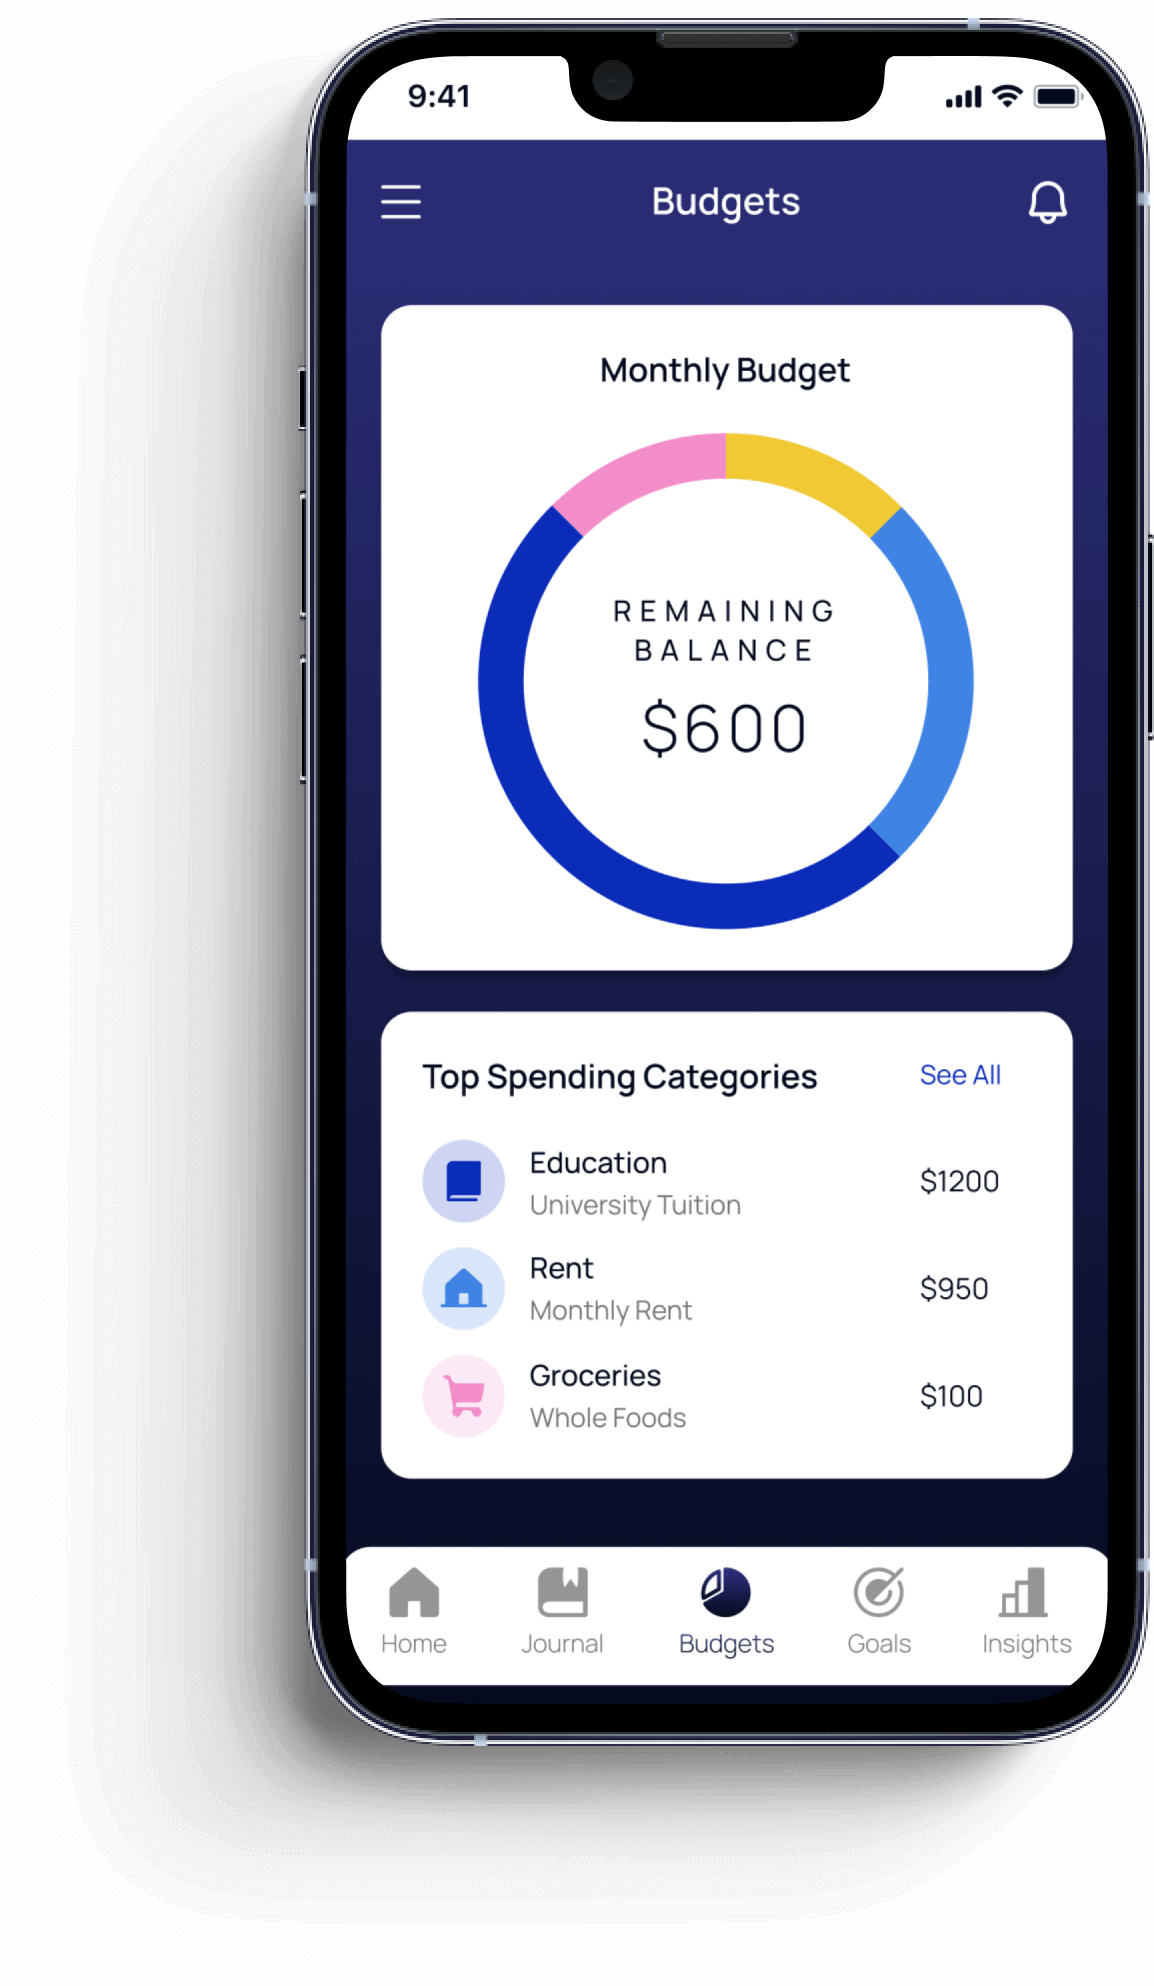 9:41
Budgets
Monthly Budget
REMAINING
BALANCE
$600
Top Spending Categories
See All
Education
University Tuition
$1200
Rent
Monthly Rent
$950
Groceries
Whole Foods
$100
Home
Journal
Budgets
Goals
Insights